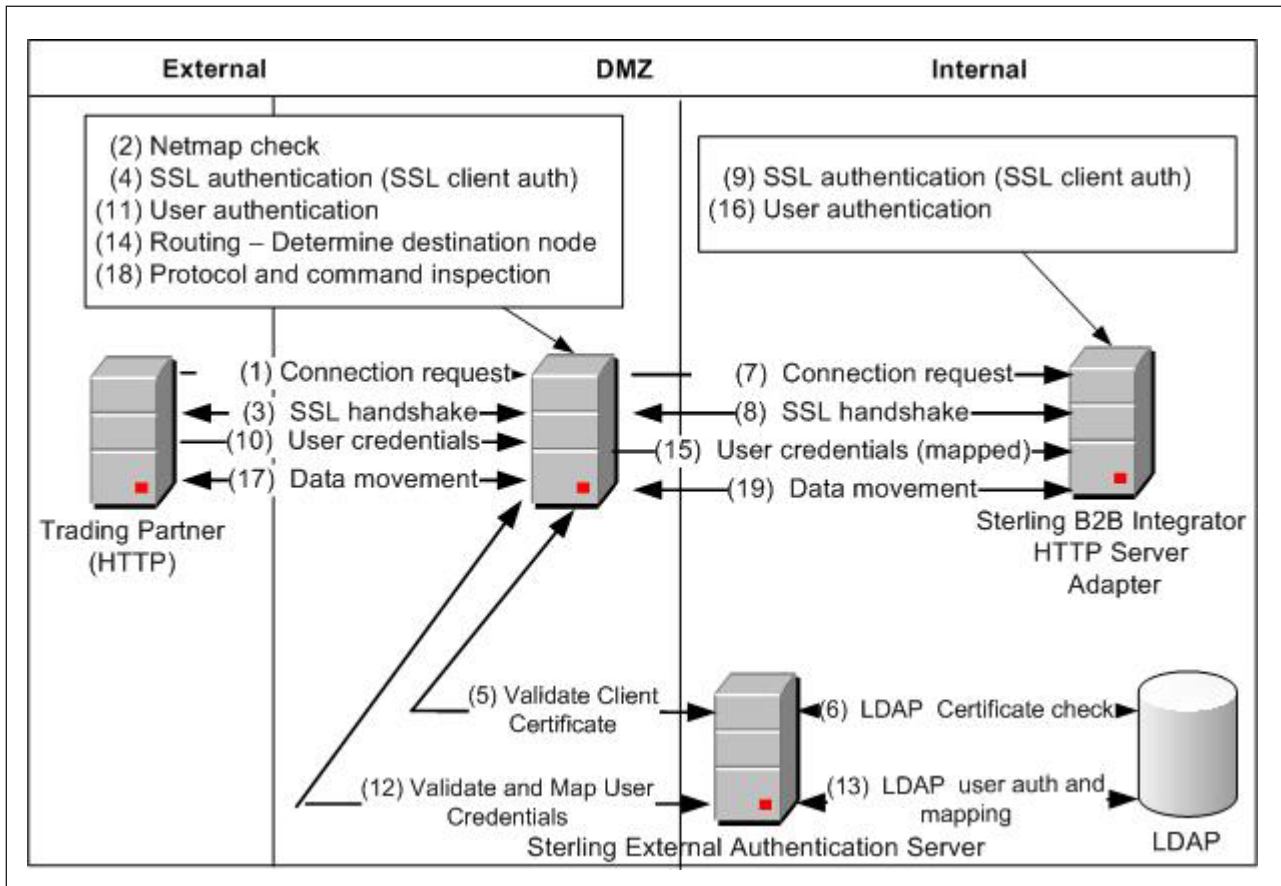 External
DMZ
Internal
(2) Netmap check
(4) SSL authentication (SSL client auth)
(11) User authentication
(14) Routing – Determine destination node
(18) Protocol and command inspection
(9) SSL authentication (SSL client auth)
(16) User authentication
(1) Connection request
(3) SSL handshake
(10) User credentials
(17) Data movement
(7) Connection request
(8) SSL handshake
(15) User credentials (mapped)
(19) Data movement
Trading Partner
(HTTP)
Sterling B2B Integrator
HTTP Server
Adapter
(5) Validate Client
Certificate
(6) LDAP Certificate check
(12) Validate and Map User
Credentials
(13) LDAP user auth and
mapping
Sterling External Authentication Server
LDAP